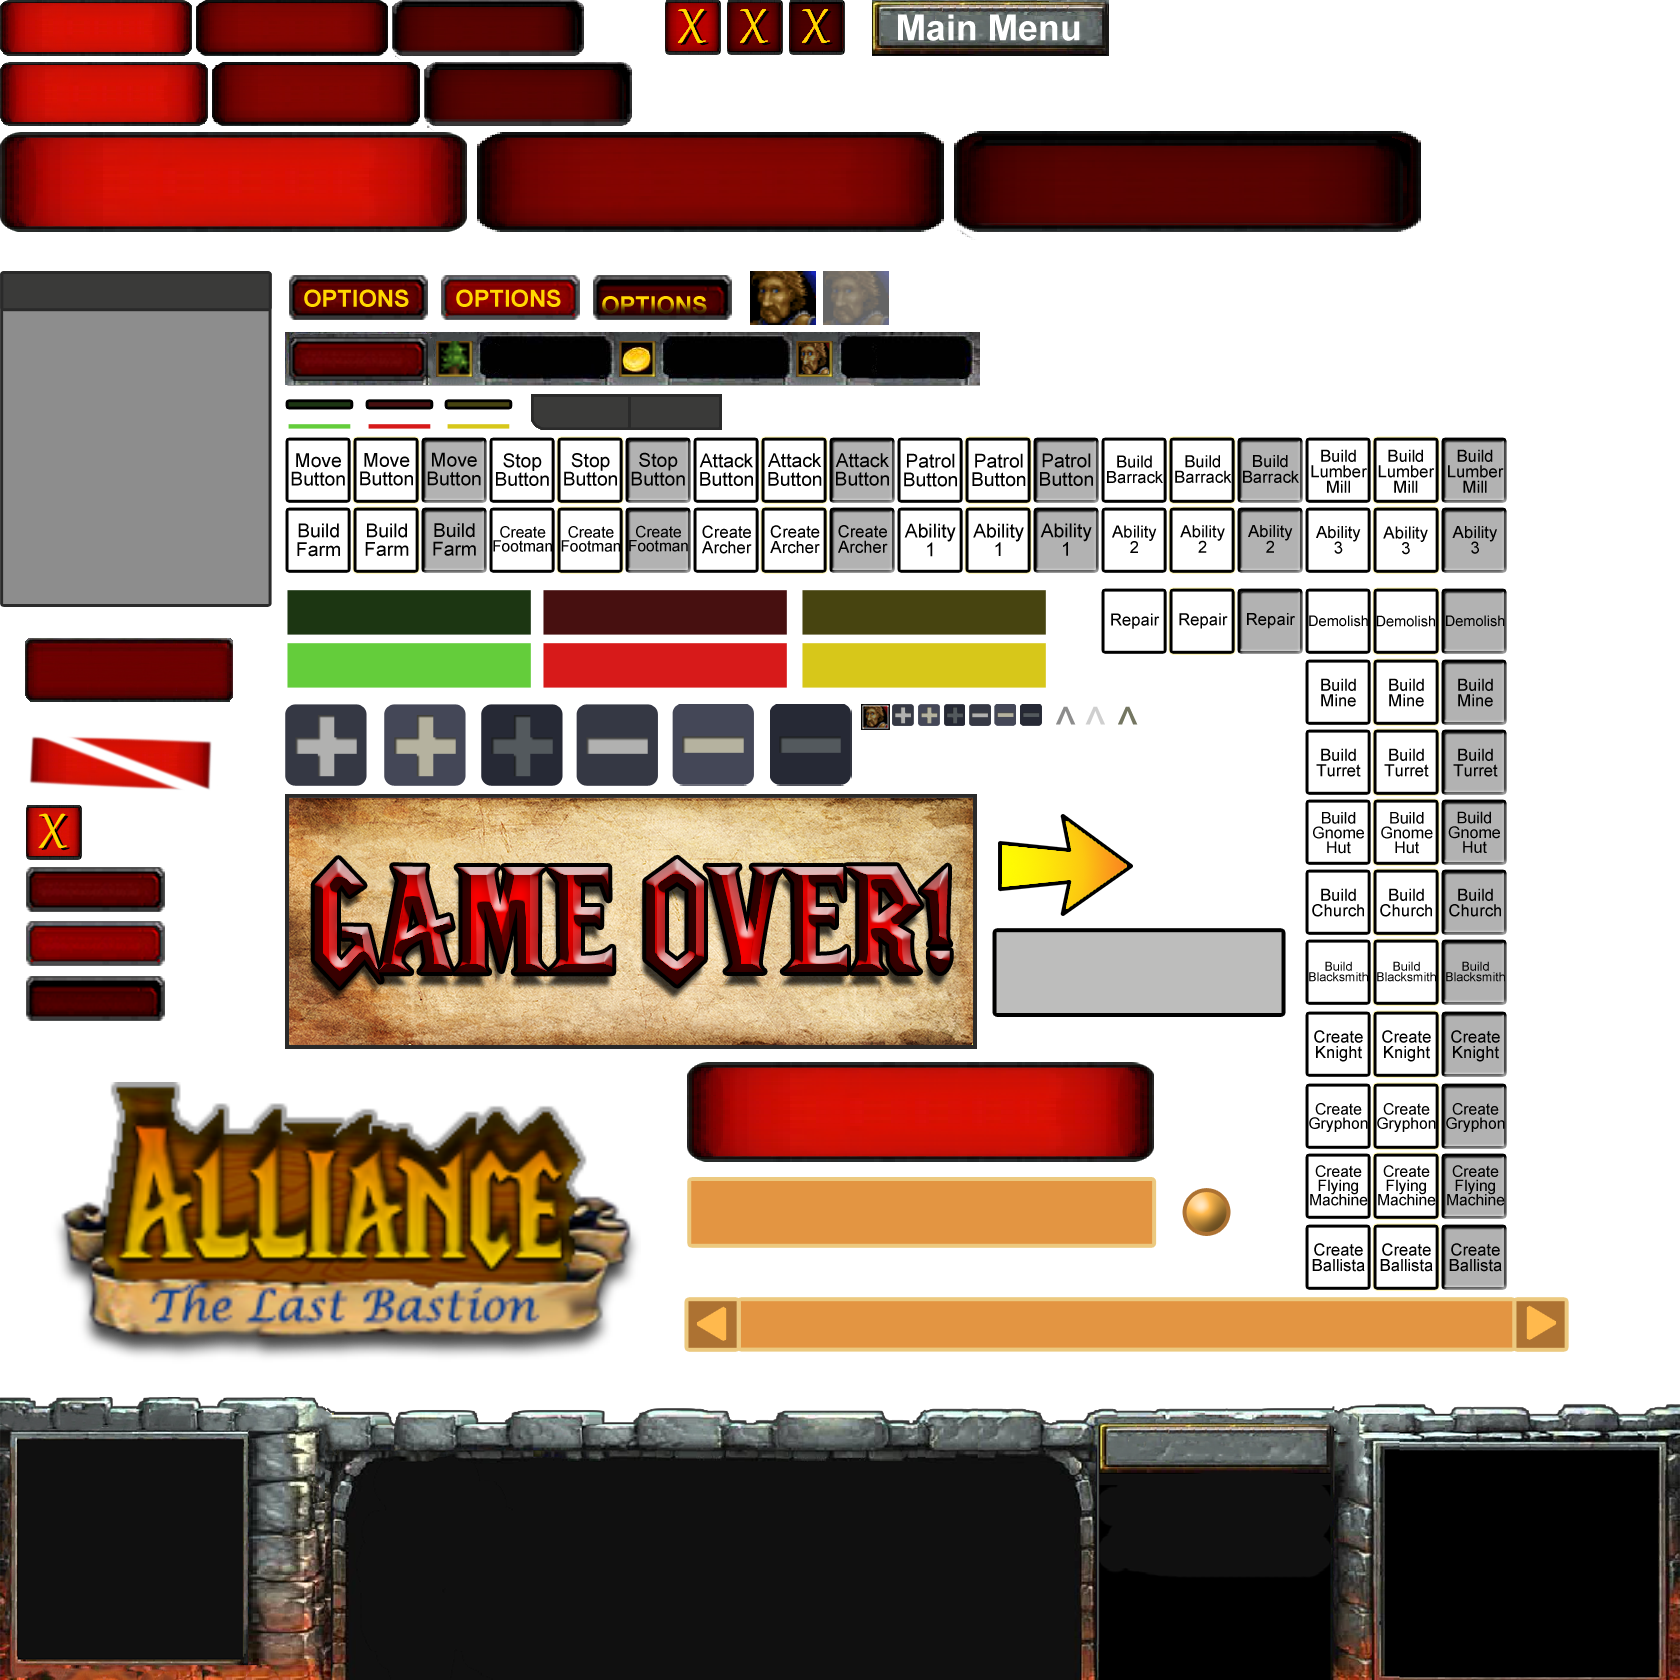 X X X Main Menu
OPTIONS OPTIONS OPTIONS
Move Button Move Button Move Button Stop Button Stop Button Stop Button Attack Button Attack Button Attack Button Patrol Button Patrol Button Patrol Button Build Barrack Build Barrack Build Barrack Build Lumber Mill Build Lumber Mill Build Lumber Mill
Build Farm Build Farm Build Farm Create Footman Create Footman Create Footman Create Archer Create Archer Create Archer Ability 1 Ability 1 Ability 1 Ability 2 Ability 2 Ability 2 Ability 3 Ability 3 Ability 3
Repair Repair Repair Demolish Demolish Demolish
Build Mine Build Mine Build Mine
Build Turret Build Turret Build Turret
X
Build Gnome Hut Build Gnome Hut Build Gnome Hut
GAME OVER!
Build Church Build Church Build Church
Build Blacksmith Build Blacksmith Build Blacksmith
Create Knight Create Knight Create Knight
Create Gryphon Create Gryphon Create Gryphon
Create Flying Machine Create Flying Machine Create Flying Machine
ALLIANCE
Create Ballista Create Ballista Create Ballista
The Last Bastion